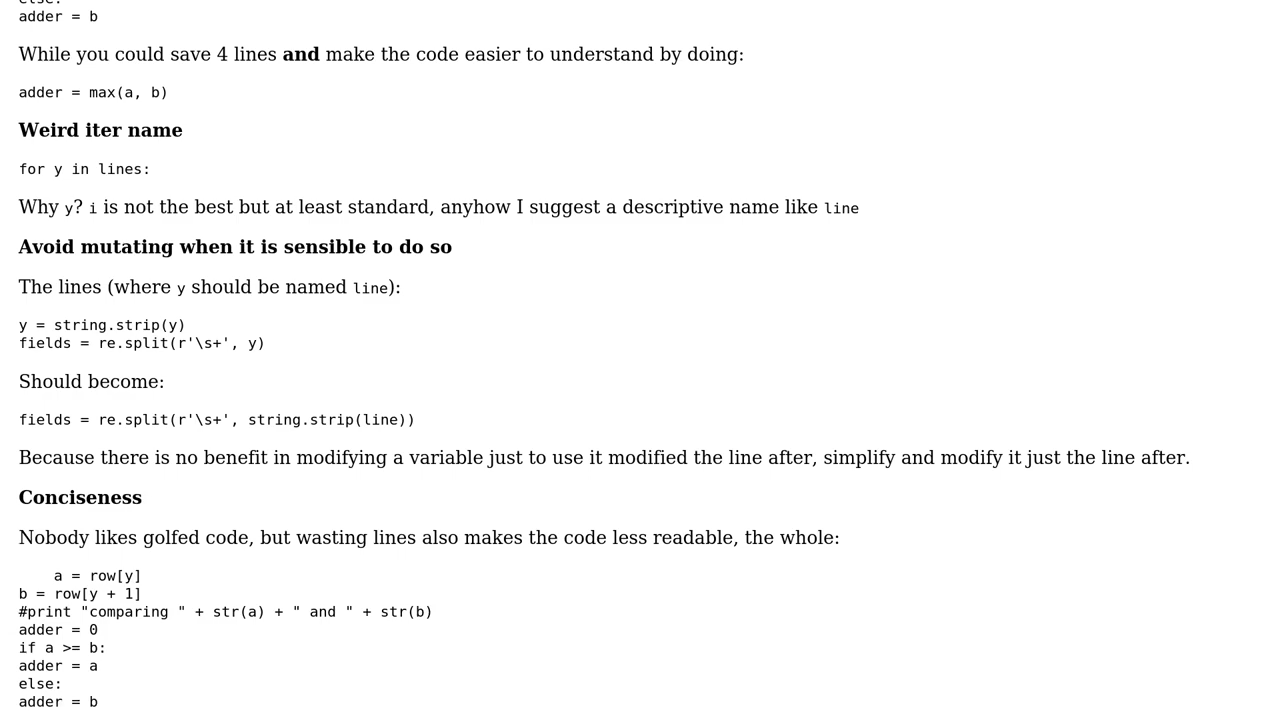 else:
adder = b
While you could save 4 lines and make the code easier to understand by doing:
adder = max(a, b)
Weird iter name
for y in lines:
Why y? i is not the best but at least standard, anyhow I suggest a descriptive name like line
Avoid mutating when it is sensible to do so
The lines (where y should be named line):
y = string.strip(y)
fields = re.split(r'\s+', y)
Should become:
fields = re.split(r'\s+', string.strip(line))
Because there is no benefit in modifying a variable just to use it modified the line after, simplify and modify it just the line after.
Conciseness
Nobody likes golfed code, but wasting lines also makes the code less readable, the whole:
    a = row[y]
b = row[y + 1]
#print "comparing " + str(a) + " and " + str(b)
adder = 0
if a >= b:
adder = a
else:
adder = b